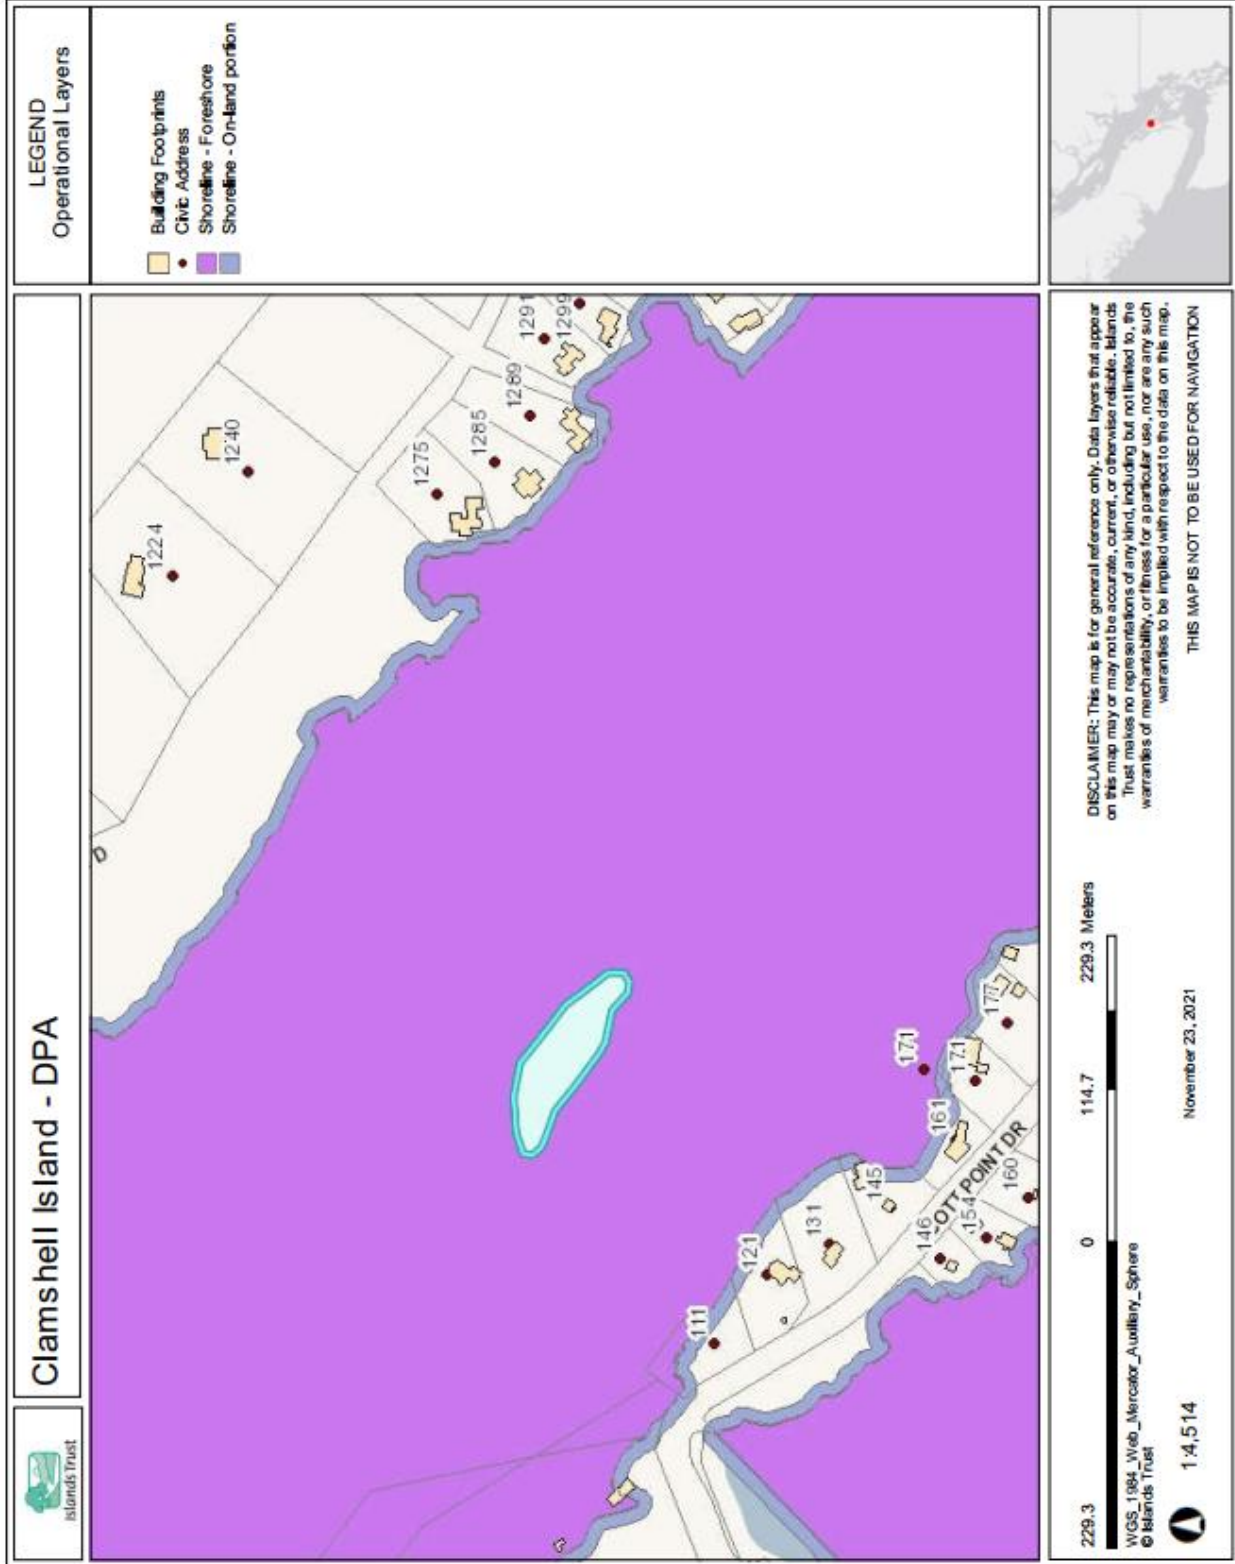 Islands Trust
Clamshell Island - DPA
LEGEND
Operational Layers
Building Footprints
Civic Address
Shoreline - Foreshore
Shoreline - On-land portion
D
1224
1240
1275
1285
1289
1291
1299
111
121
131
145
146
154
160
161
171
171
177
OTT POINT DR
229.3
0
114.7
229.3 Meters
WGS_1984_Web_Mercator_Auxiliary_Sphere
© Islands Trust
1:4,514
November 23, 2021
DISCLAIMER: This map is for general reference only. Data layers that appear
on this map may or may not be accurate, current, or otherwise reliable. Islands
Trust makes no representations of any kind, including but not limited to, the
warranties of merchantability, or fitness for a particular use, nor are any such
warranties to be implied with respect to the data on this map.
THIS MAP IS NOT TO BE USED FOR NAVIGATION